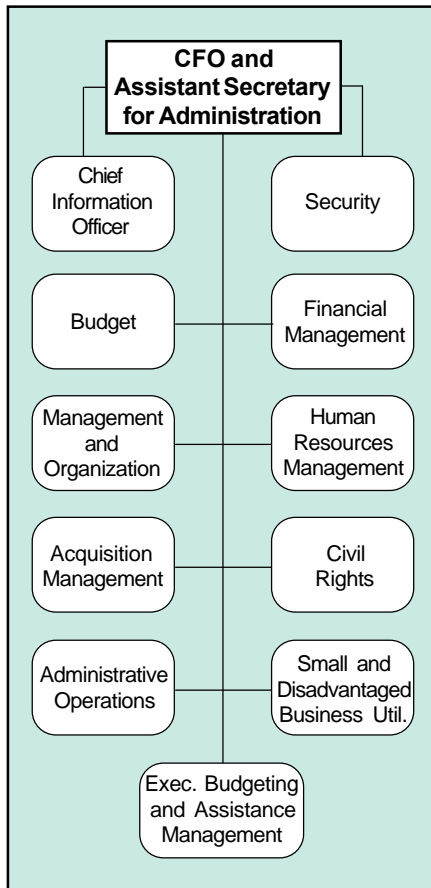 CFO and
Assistant Secretary
for Administration
Chief
Information
Officer
Security
Budget
Financial
Management
Management
and
Organization
Human
Resources
Management
Acquisition
Management
Civil
Rights
Administrative
Operations
Small and
Disadvantaged
Business Util.
Exec. Budgeting
and Assistance
Management